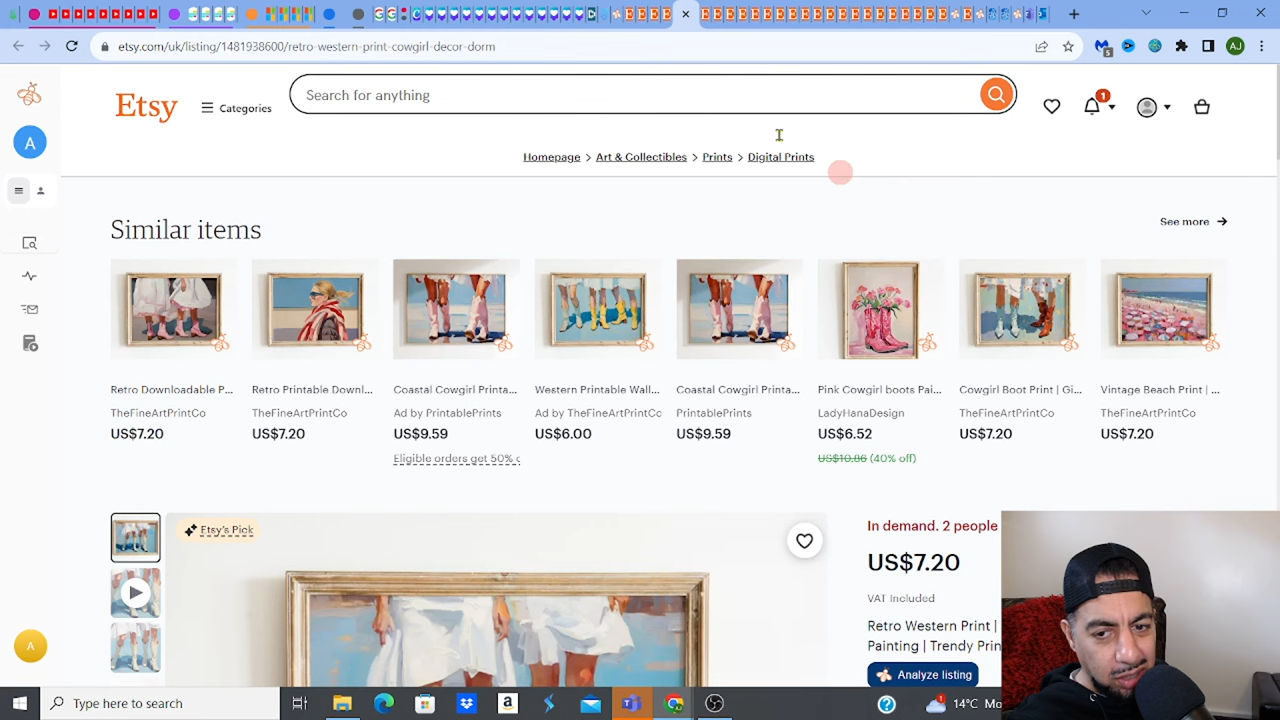 etsy.com/uk/listing/1481938600/retro-western-print-cowgirl-decor-dorm
5
AJ
Etsy
Categories
Search for anything
1
A
Homepage > Art & Collectibles > Prints > Digital Prints
Similar items
See more →
Retro Downloadable P...
TheFineArtPrintCo
US$7.20
Retro Printable Downl...
TheFineArtPrintCo
US$7.20
Coastal Cowgirl Printa...
Ad by PrintablePrints
US$9.59
Eligible orders get 50% o
Western Printable Wall...
Ad by TheFineArtPrintCo
US$6.00
Coastal Cowgirl Printa...
PrintablePrints
US$9.59
Pink Cowgirl boots Pai...
LadyHanaDesign
US$6.52
US$10.86 (40% off)
Cowgirl Boot Print | Gi...
TheFineArtPrintCo
US$7.20
Vintage Beach Print | ...
TheFineArtPrintCo
US$7.20
Etsy's Pick
In demand. 2 people
US$7.20
VAT Included
Retro Western Print |
Painting | Trendy Prin
Analyze listing
A
Type here to search
1
14°C Mo